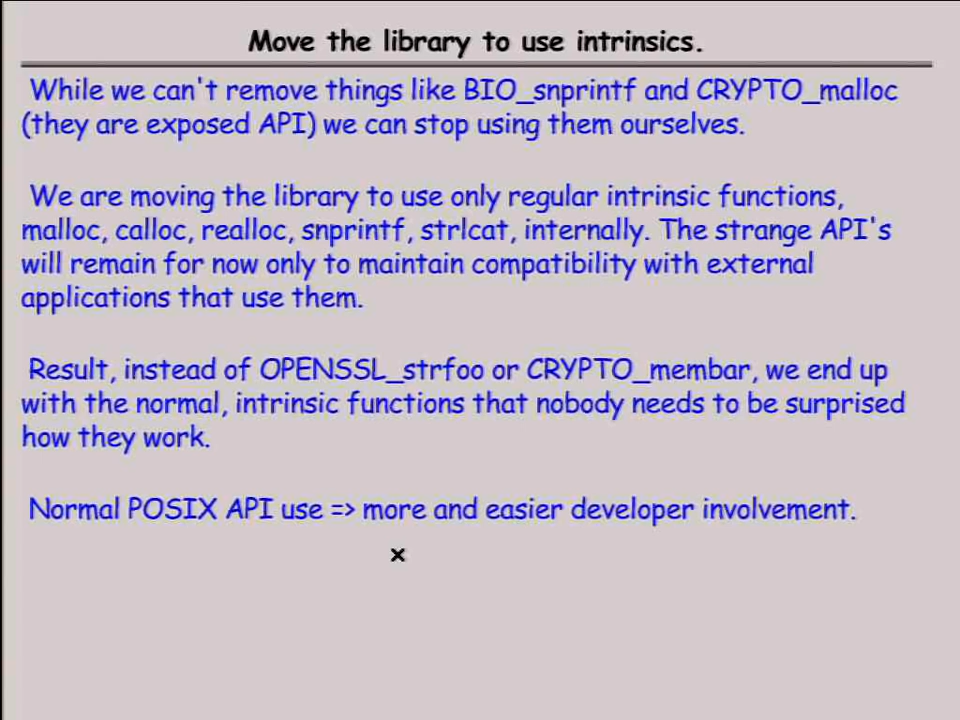 Move the library to use intrinsics.
While we can't remove things like BIO_snprintf and CRYPTO_malloc
(they are exposed API) we can stop using them ourselves.
We are moving the library to use only regular intrinsic functions,
malloc, calloc, realloc, snprintf, strlcat, internally. The strange API's
will remain for now only to maintain compatibility with external
applications that use them.
Result, instead of OPENSSL_strfoo or CRYPTO_membar, we end up
with the normal, intrinsic functions that nobody needs to be surprised
how they work.
Normal POSIX API use => more and easier developer involvement.